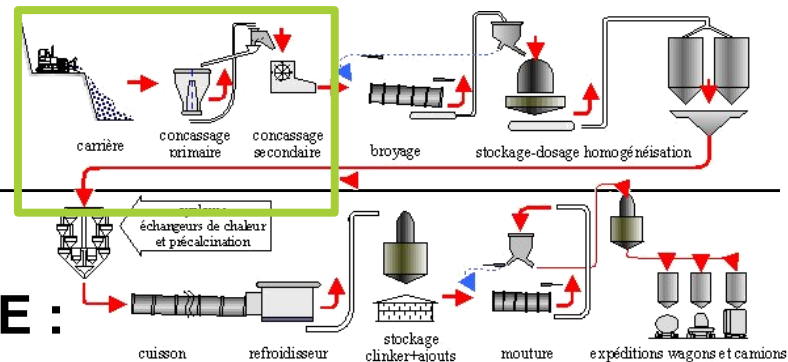 carrière
concassage
primaire
concassage
secondaire
broyage
stockage-dosage homogénéisation
échangeurs de chaleur
et précalcination
E :
cuisson
refroidisseur
stockage
clinker+ajouts
mouture
expéditions wagons et camions